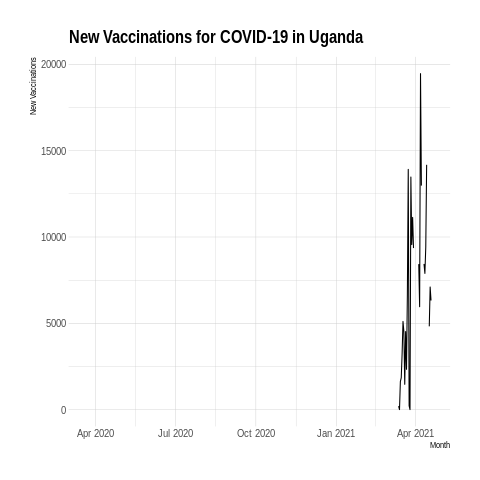 New Vaccinations for COVID-19 in Uganda
New Vaccinations
20000
15000
10000
5000
0
Apr 2020 Jul 2020 Oct 2020 Jan 2021 Apr 2021
Month